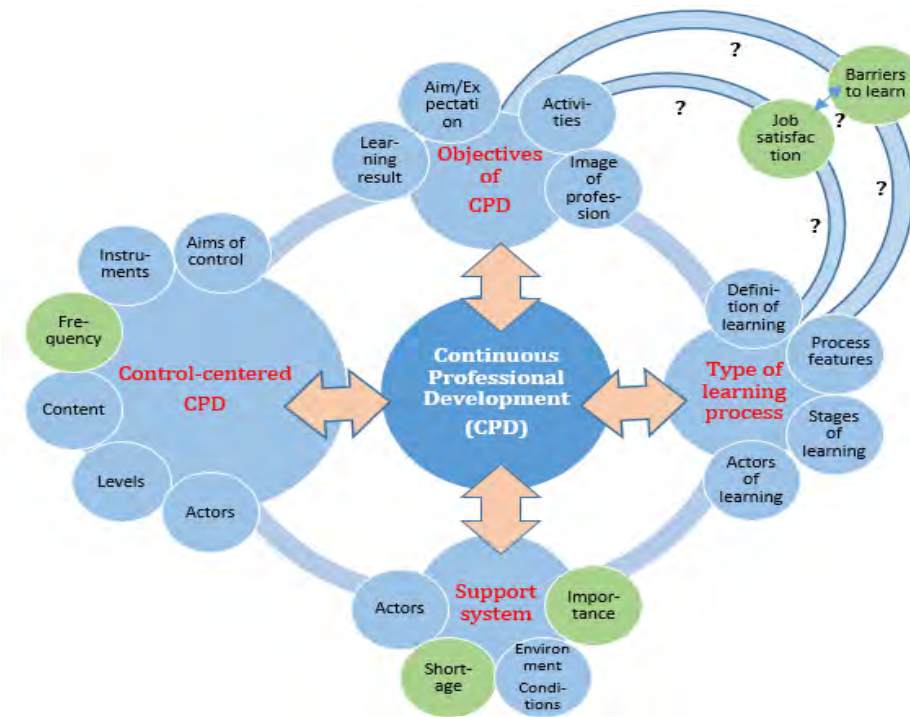 ?
Barriers
to learn
Aim/Ex
pectati
on
Activi-
ties
?
Job
satisfac
tion
?
Lear-
ning
result
Objectives
of
CPD
Image
of
profes-
sion
?
?
Instru-
ments
Aims of
control
Fre-
quency
Defini-
tion of
learning
Process
features
Control-centered
CPD
Continuous
Professional
Development
(CPD)
Type of
learning
process
Content
Stages
of
learning
Levels
Actors
Actors
of
learning
Actors
Support
system
Impor-
tance
Short-
age
Environ
ment
Condi-
tions